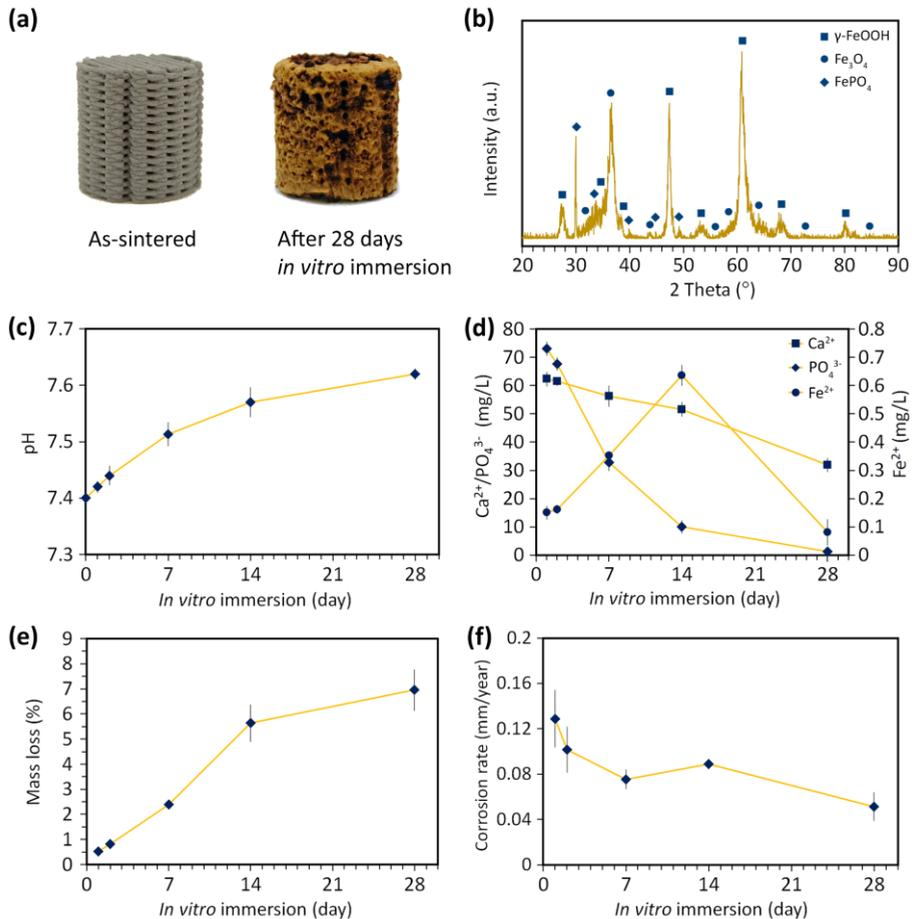 (a)
As-sintered
After 28 days
in vitro immersion
(b)
Intensity (a.u.)
γ-FeOOH
Fe₃O₄
FePO₄
20 30 40 50 60 70 80 90
2 Theta (°)
(c)
pH
7.7
7.6
7.5
7.4
7.3
0 7 14 21 28
In vitro immersion (day)
(d)
Ca²⁺/PO₄³⁻ (mg/L)
80
70
60
50
40
30
20
10
0
Ca²⁺
PO₄³⁻
Fe²⁺
0.8
0.7
0.6
0.5
0.4
0.3
0.2
0.1
0
Fe²⁺ (mg/L)
0 7 14 21 28
In vitro immersion (day)
(e)
Mass loss (%)
9
8
7
6
5
4
3
2
1
0
0 7 14 21 28
In vitro immersion (day)
(f)
Corrosion rate (mm/year)
0.2
0.16
0.12
0.08
0.04
0
0 7 14 21 28
In vitro immersion (day)